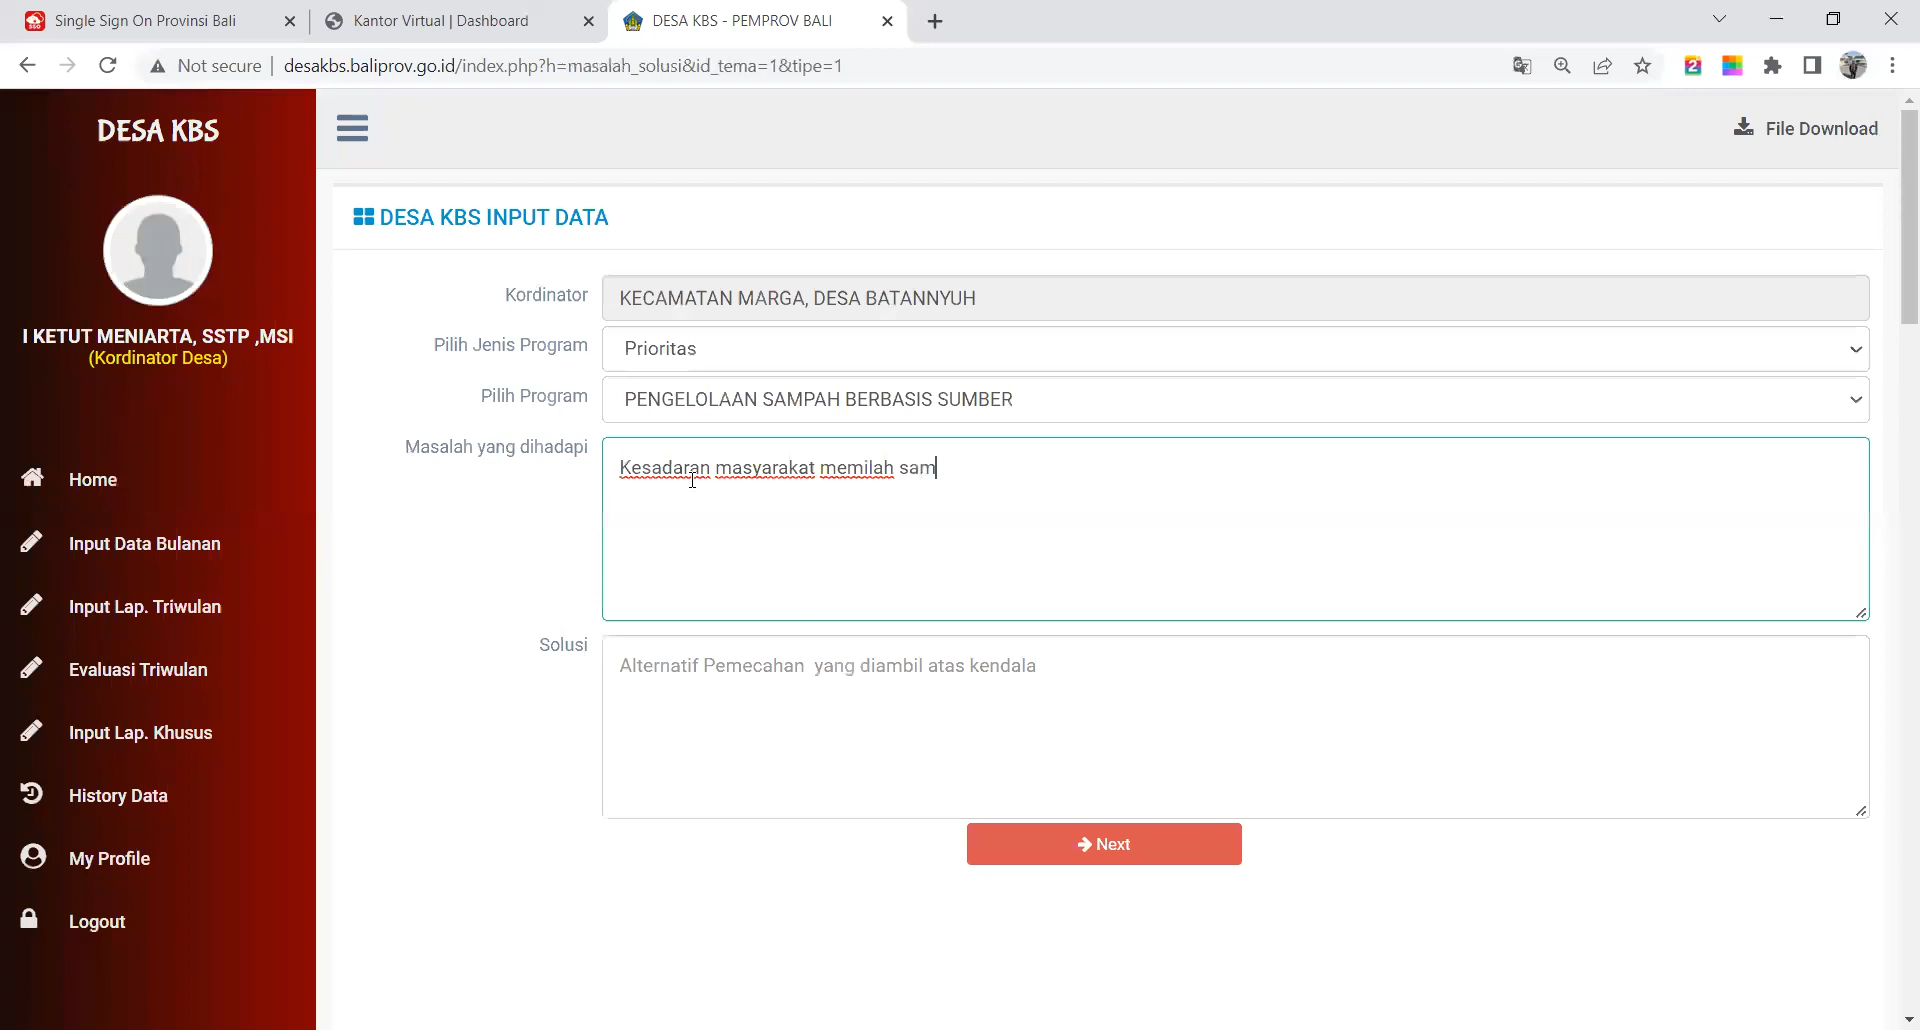 Single Sign On Provinsi Bali
Kantor Virtual | Dashboard
DESA KBS - PEMPROV BALI
Not secure
desakbs.baliprov.go.id/index.php?h=masalah_solusi&id_tema=1&tipe=1
DESA KBS
File Download
I KETUT MENIARTA, SSTP ,MSI
(Kordinator Desa)
Home
Input Data Bulanan
Input Lap. Triwulan
Evaluasi Triwulan
Input Lap. Khusus
History Data
My Profile
Logout
DESA KBS INPUT DATA
Kordinator KECAMATAN MARGA, DESA BATANNYUH
Pilih Jenis Program Prioritas
Pilih Program PENGELOLAAN SAMPAH BERBASIS SUMBER
Masalah yang dihadapi Kesadaran masyarakat memilah sam
Solusi Alternatif Pemecahan yang diambil atas kendala
Next